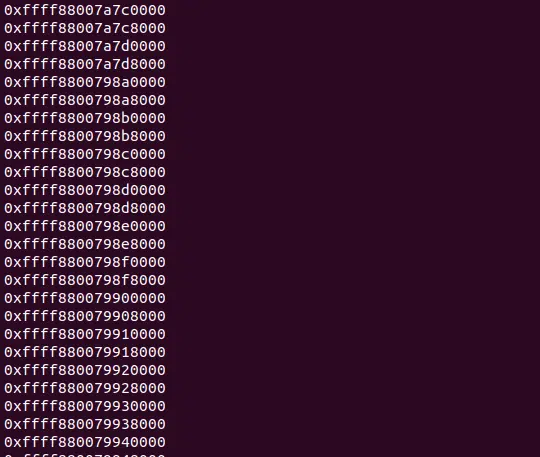 0xffff88007a7c0000
0xffff88007a7c8000
0xffff88007a7d0000
0xffff88007a7d8000
0xffff8800798a0000
0xffff8800798a8000
0xffff8800798b0000
0xffff8800798b8000
0xffff8800798c0000
0xffff8800798c8000
0xffff8800798d0000
0xffff8800798d8000
0xffff8800798e0000
0xffff8800798e8000
0xffff8800798f0000
0xffff8800798f8000
0xffff880079900000
0xffff880079908000
0xffff880079910000
0xffff880079918000
0xffff880079920000
0xffff880079928000
0xffff880079930000
0xffff880079938000
0xffff880079940000